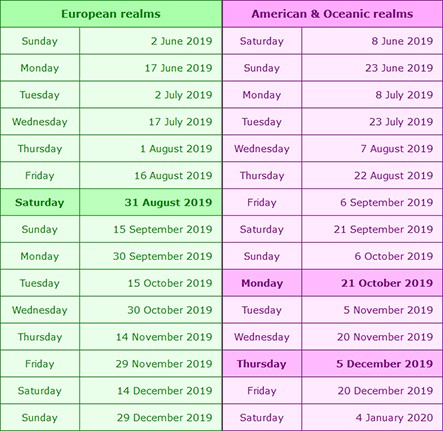 European realms American & Oceanic realms
Sunday 2 June 2019 Saturday 8 June 2019
Monday 17 June 2019 Sunday 23 June 2019
Tuesday 2 July 2019 Monday 8 July 2019
Wednesday 17 July 2019 Tuesday 23 July 2019
Thursday 1 August 2019 Wednesday 7 August 2019
Friday 16 August 2019 Thursday 22 August 2019
Saturday 31 August 2019 Friday 6 September 2019
Sunday 15 September 2019 Saturday 21 September 2019
Monday 30 September 2019 Sunday 6 October 2019
Tuesday 15 October 2019 Monday 21 October 2019
Wednesday 30 October 2019 Tuesday 5 November 2019
Thursday 14 November 2019 Wednesday 20 November 2019
Friday 29 November 2019 Thursday 5 December 2019
Saturday 14 December 2019 Friday 20 December 2019
Sunday 29 December 2019 Saturday 4 January 2020